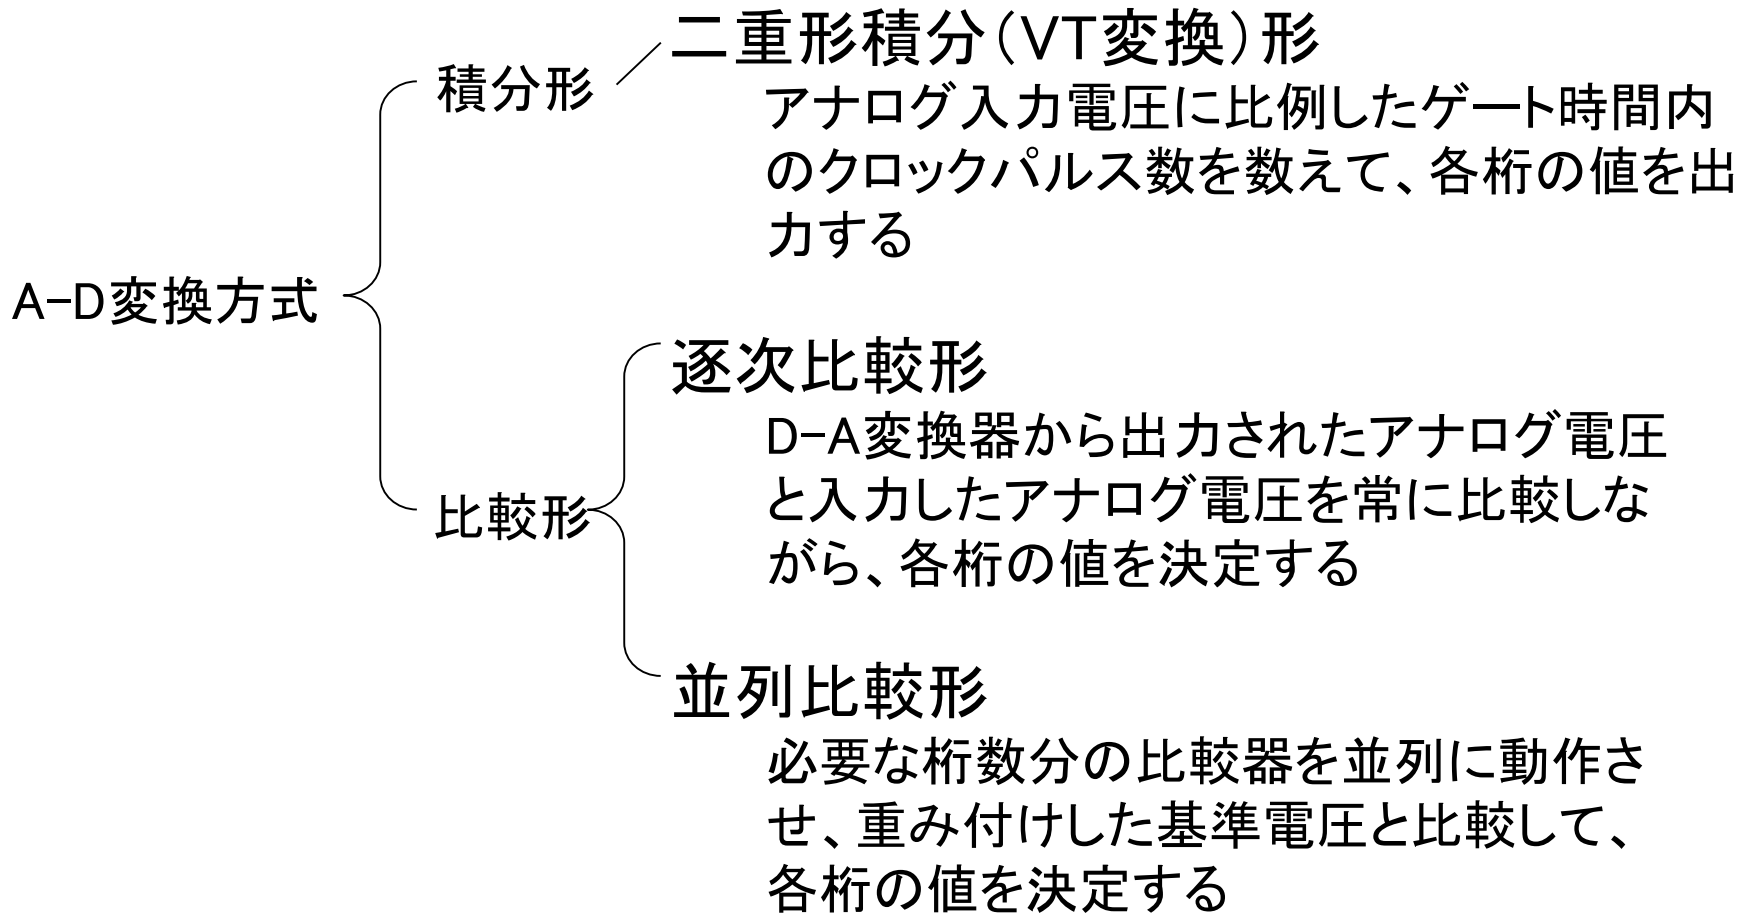 二重形積分(VT変換)形
積分形
アナログ入力電圧に比例したゲート時間内
のクロックパルス数を数えて、各桁の値を出
力する
A-D変換方式
逐次比較形
D-A変換器から出力されたアナログ電圧
と入力したアナログ電圧を常に比較しな
がら、各桁の値を決定する
比較形
並列比較形
必要な桁数分の比較器を並列に動作さ
せ、重み付けした基準電圧と比較して、
各桁の値を決定する